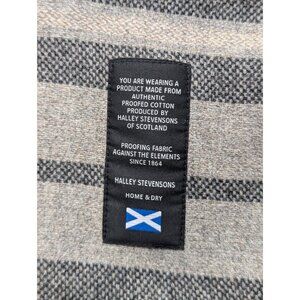 YOU ARE WEARING A
PRODUCT MADE FROM
AUTHENTIC
PROOFED COTTON
PRODUCED BY
HALLEY STEVENSONS
OF SCOTLAND
PROOFING FABRIC
AGAINST THE ELEMENTS
SINCE 1864
HALLEY STEVENSONS
HOME & DRY